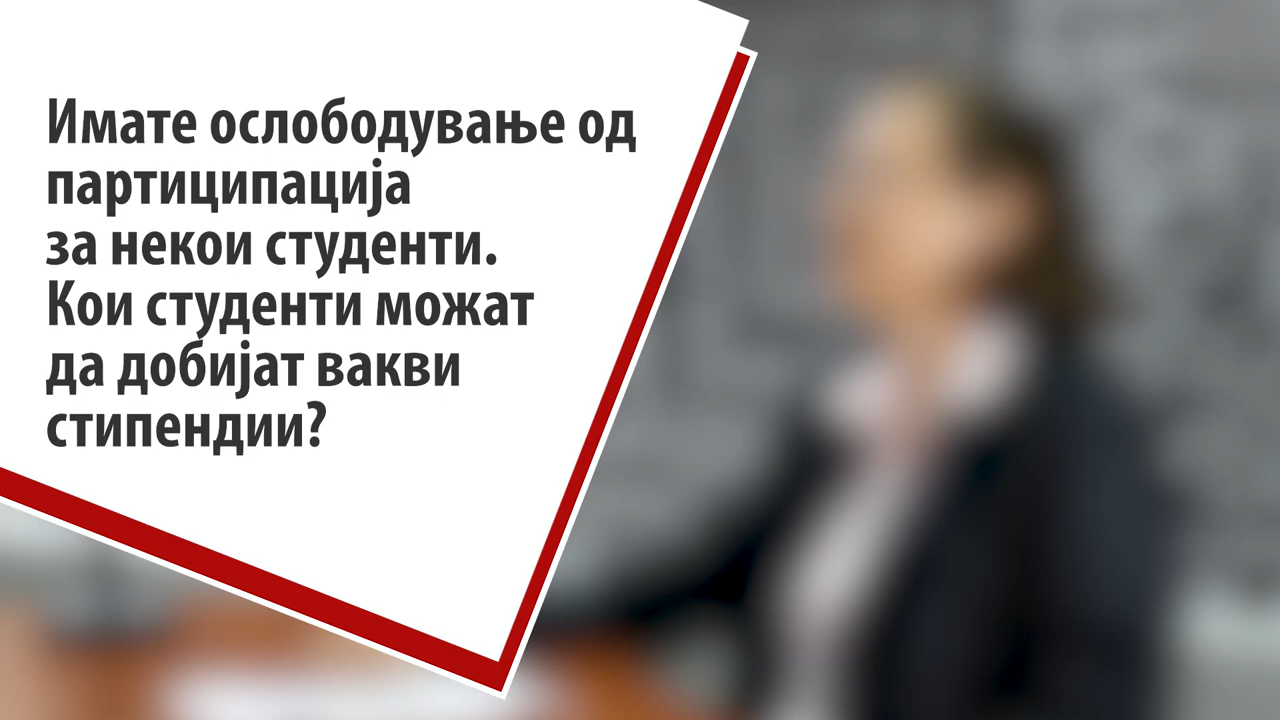 Имате ослободување од
партиципација
за некои студенти.
Кои студенти можат
да добијат вакви
стипендии?